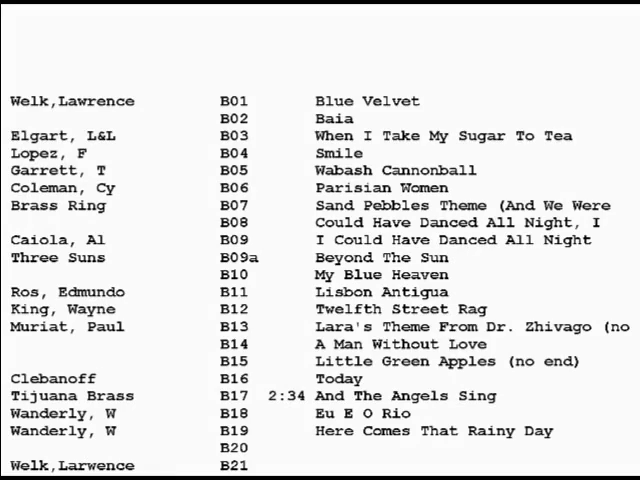 Welk,Lawrence B01 Blue Velvet
B02 Baia
Elgart, L&L B03 When I Take My Sugar To Tea
Lopez, F B04 Smile
Garrett, T B05 Wabash Cannonball
Coleman, Cy B06 Parisian Women
Brass Ring B07 Sand Pebbles Theme (And We Were
B08 Could Have Danced All Night, I
Caiola, Al B09 I Could Have Danced All Night
Three Suns B09a Beyond The Sun
B10 My Blue Heaven
Ros, Edmundo B11 Lisbon Antigua
King, Wayne B12 Twelfth Street Rag
Muriat, Paul B13 Lara's Theme From Dr. Zhivago (no
B14 A Man Without Love
B15 Little Green Apples (no end)
Clebanoff B16 Today
Tijuana Brass B17 2:34 And The Angels Sing
Wanderly, W B18 Eu E O Rio
Wanderly, W B19 Here Comes That Rainy Day
B20
Welk,Larwence B21